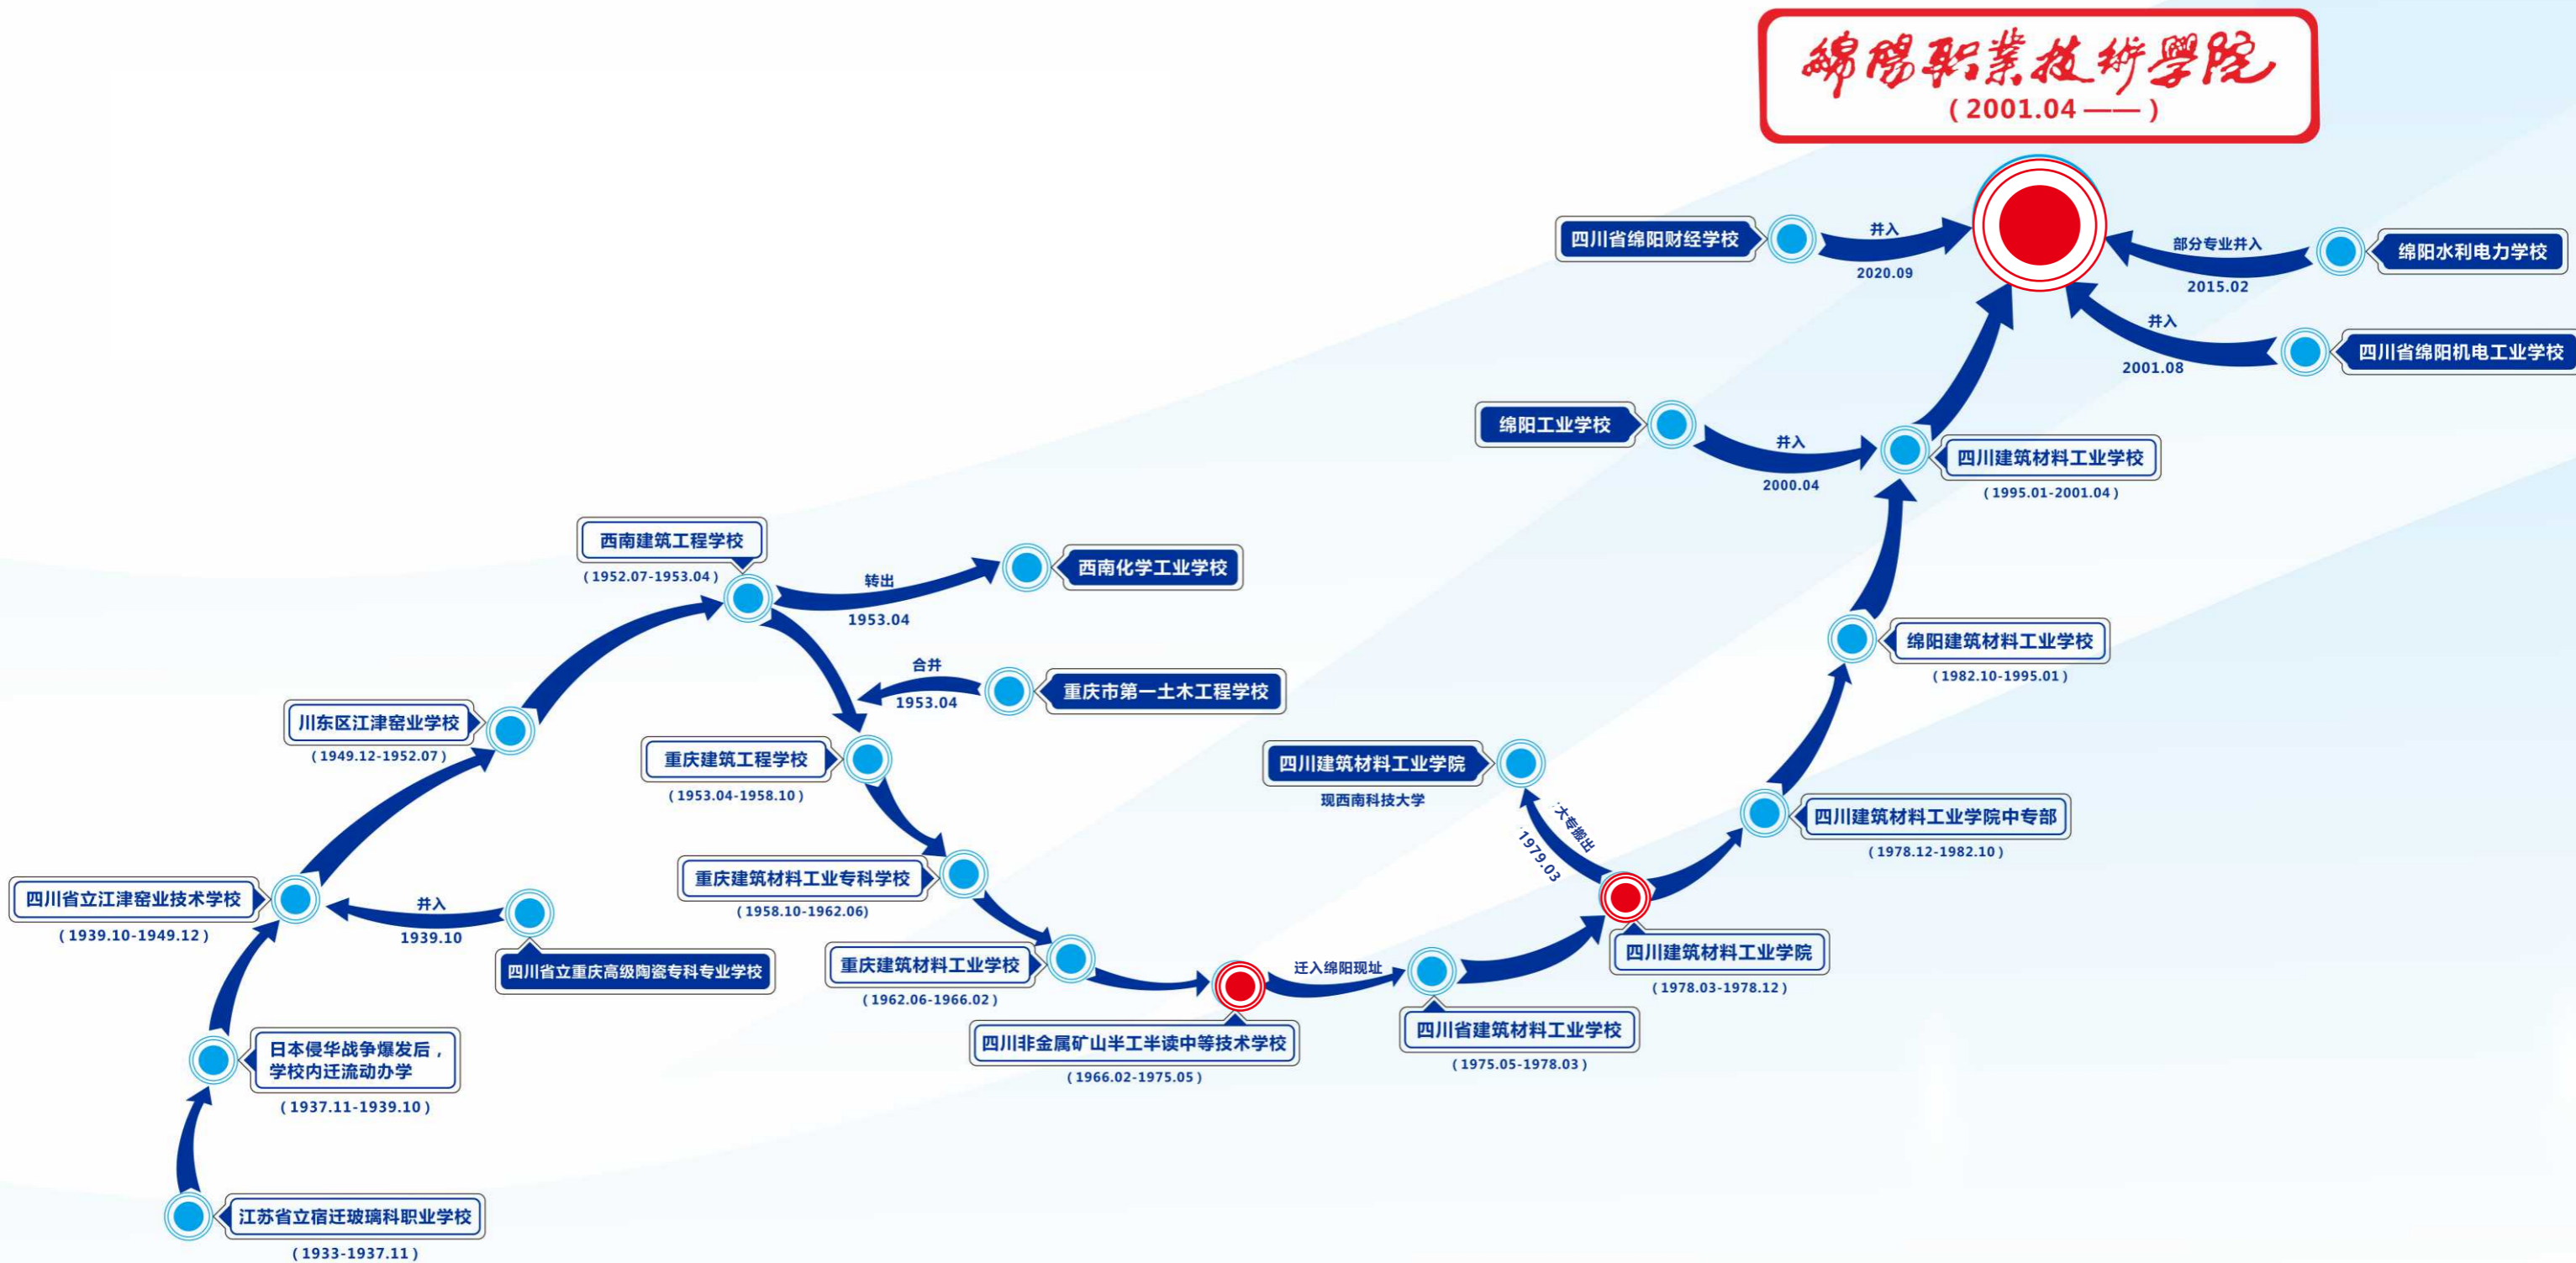 綿陽职業技術學院
（2001.04 —— ）
四川省绵阳财经学校
并入
2020.09
部分专业并入
2015.02
绵阳水利电力学校
并入
2001.08
四川省绵阳机电工业学校
绵阳工业学校
并入
2000.04
四川建筑材料工业学校
（1995.01-2001.04）
西南建筑工程学校
（1952.07-1953.04）
转出
1953.04
西南化学工业学校
绵阳建筑材料工业学校
（1982.10-1995.01）
合并
1953.04
重庆市第一土木工程学校
川东区江津窑业学校
（1949.12-1952.07）
重庆建筑工程学校
（1953.04-1958.10）
四川建筑材料工业学院
现西南科技大学
大专搬出
1979.03
四川建筑材料工业学院中专部
（1978.12-1982.10）
重庆建筑材料工业专科学校
（1958.10-1962.06)
四川省立江津窑业技术学校
（1939.10-1949.12）
并入
1939.10
四川省立重庆高级陶瓷专科专业学校
重庆建筑材料工业学校
（1962.06-1966.02）
迁入绵阳现址
四川建筑材料工业学院
（1978.03-1978.12）
四川非金属矿山半工半读中等技术学校
（1966.02-1975.05）
四川省建筑材料工业学校
（1975.05-1978.03）
日本侵华战争爆发后，
学校内迁流动办学
（1937.11-1939.10）
江苏省立宿迁玻璃科职业学校
（1933-1937.11）